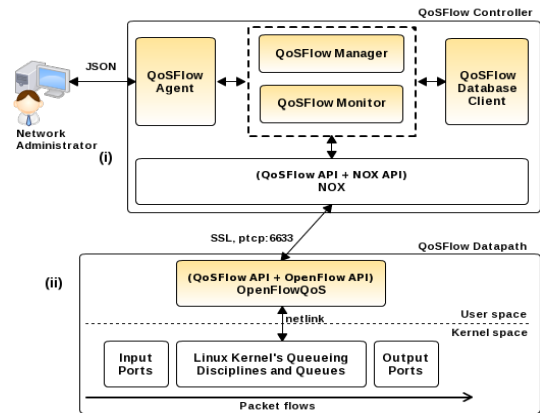 QoSFlow Controller
JSON
QoSFlow
Agent
QoSFlow Manager
QoSFlow Monitor
QoSFlow
Database
Client
Network
Administrator
(i)
(QoSFlow API + NOX API)
NOX
SSL, ptcp:6633
QoSFlow Datapath
(ii)
(QoSFlow API + OpenFlow API)
OpenFlowQoS
netlink
User space
Kernel space
Input
Ports
Linux Kernel's Queueing
Disciplines and Queues
Output
Ports
Packet flows